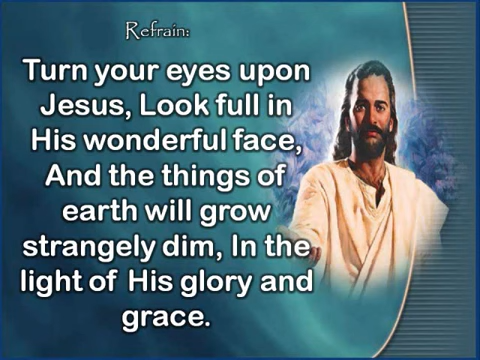 Refrain:
Turn your eyes upon
Jesus, Look full in
His wonderful face,
And the things of
earth will grow
strangely dim, In the
light of His glory and
grace.